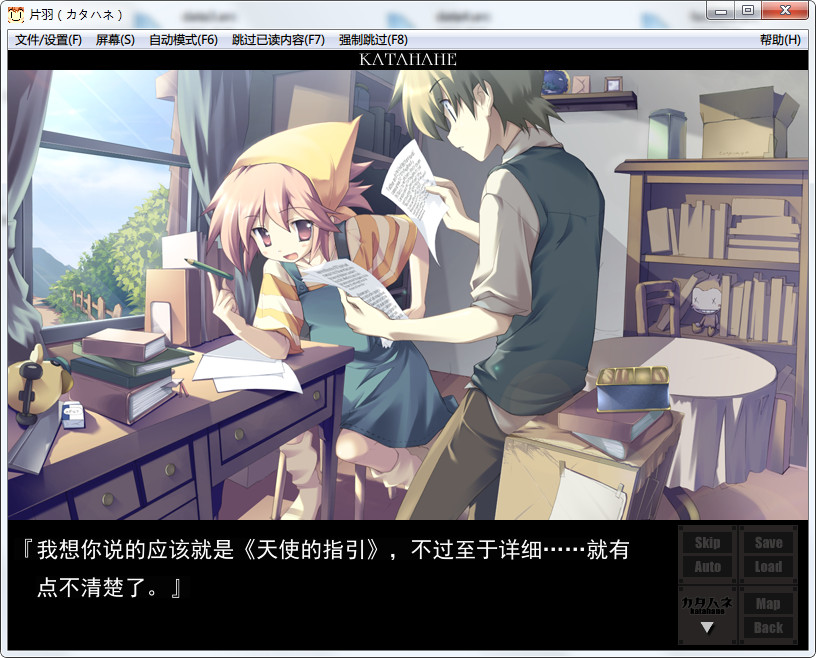 片羽 (カタハネ)
文件/设置(F) 屏幕(S) 自动模式(F6) 跳过已读内容(F7) 强制跳过(F8) 帮助(H)
KATAHAHE
『我想你说的应该就是《天使的指引》，不过至于详细……就有
点不清楚了。』
Skip Save
Auto Load
カタハネ Map
katahane
Back